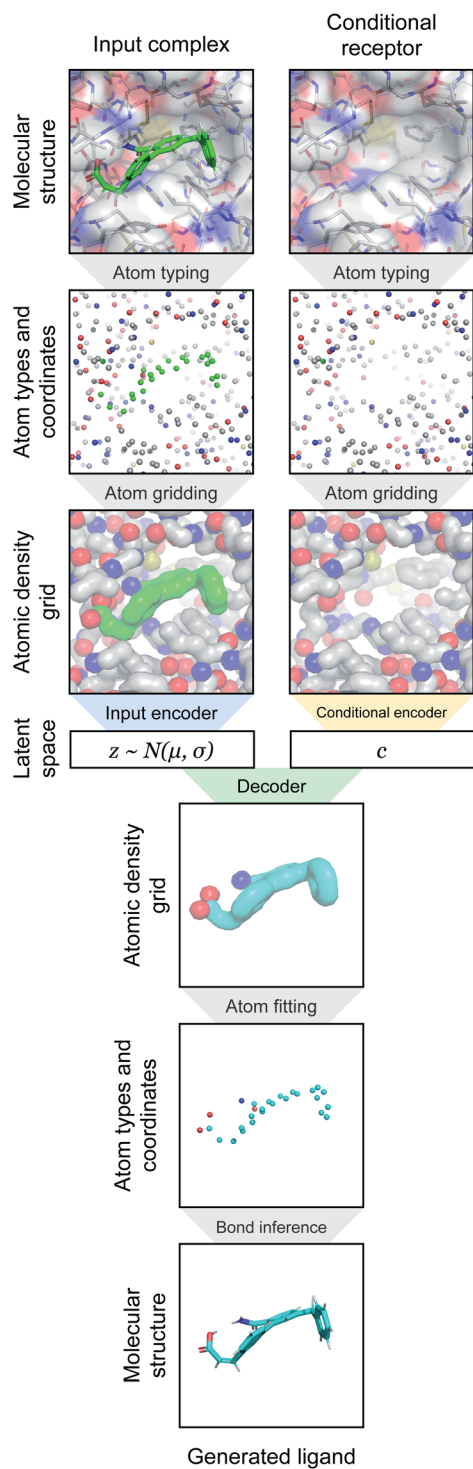 Input complex
Conditional
receptor
Molecular
structure
Atom typing
Atom typing
Atom types and
coordinates
Atom gridding
Atom gridding
Atomic density
grid
Input encoder
Conditional encoder
Latent
space
z ~ N(μ, σ)
c
Decoder
Atomic density
grid
Atom fitting
Atom types and
coordinates
Bond inference
Molecular
structure
Generated ligand